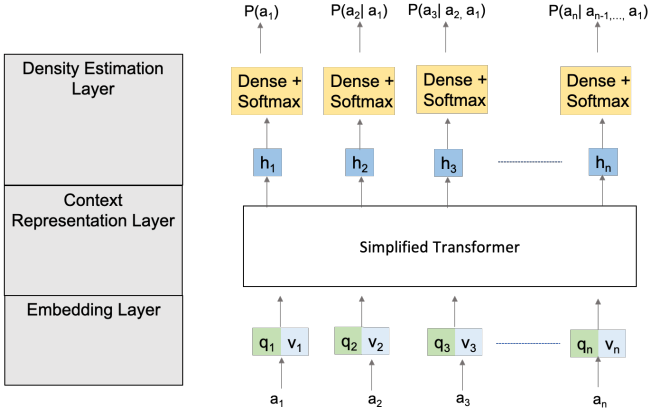 P(a1) P(a2| a1) P(a3| a2, a1) P(an| an-1,..., a1)
Density Estimation
Layer
Dense +
Softmax
Dense +
Softmax
Dense +
Softmax
Dense +
Softmax
h1 h2 h3 hn
Context
Representation Layer
Simplified Transformer
Embedding Layer
q1 v1 q2 v2 q3 v3 qn vn
a1 a2 a3 an